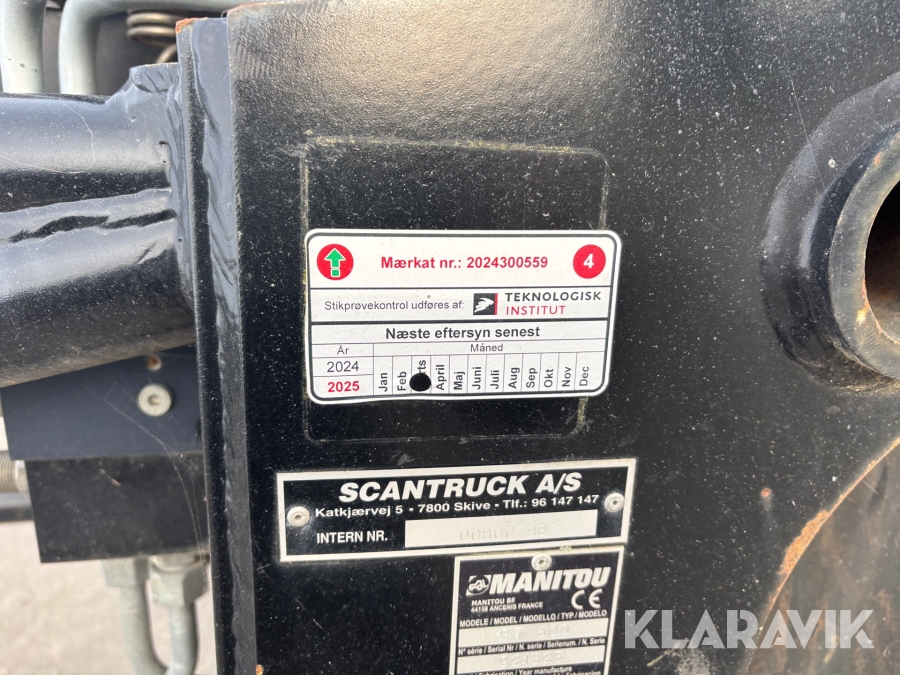 Mærkat nr.: 2024300559 4
Stikprøvekontrol udføres af: TEKNOLOGISK INSTITUT
Næste eftersyn senest
År Måned
2024
2025 Jan Feb April Maj Juni Juli Aug Sep Okt Nov Dec
SCANTRUCK A/S
Katkjærvej 5 - 7800 Skive - Tlf.: 96 147 147
INTERN NR.
MANITOU CE
MANITOU BF
44158 ANCENIS FRANCE
MODELE / MODEL / MODELLO / TYP / MODELO
N° série / Serial Nr / N. serie / Serienum. / N. Serie
Fabrication / Year manufacture
KLARAVIK